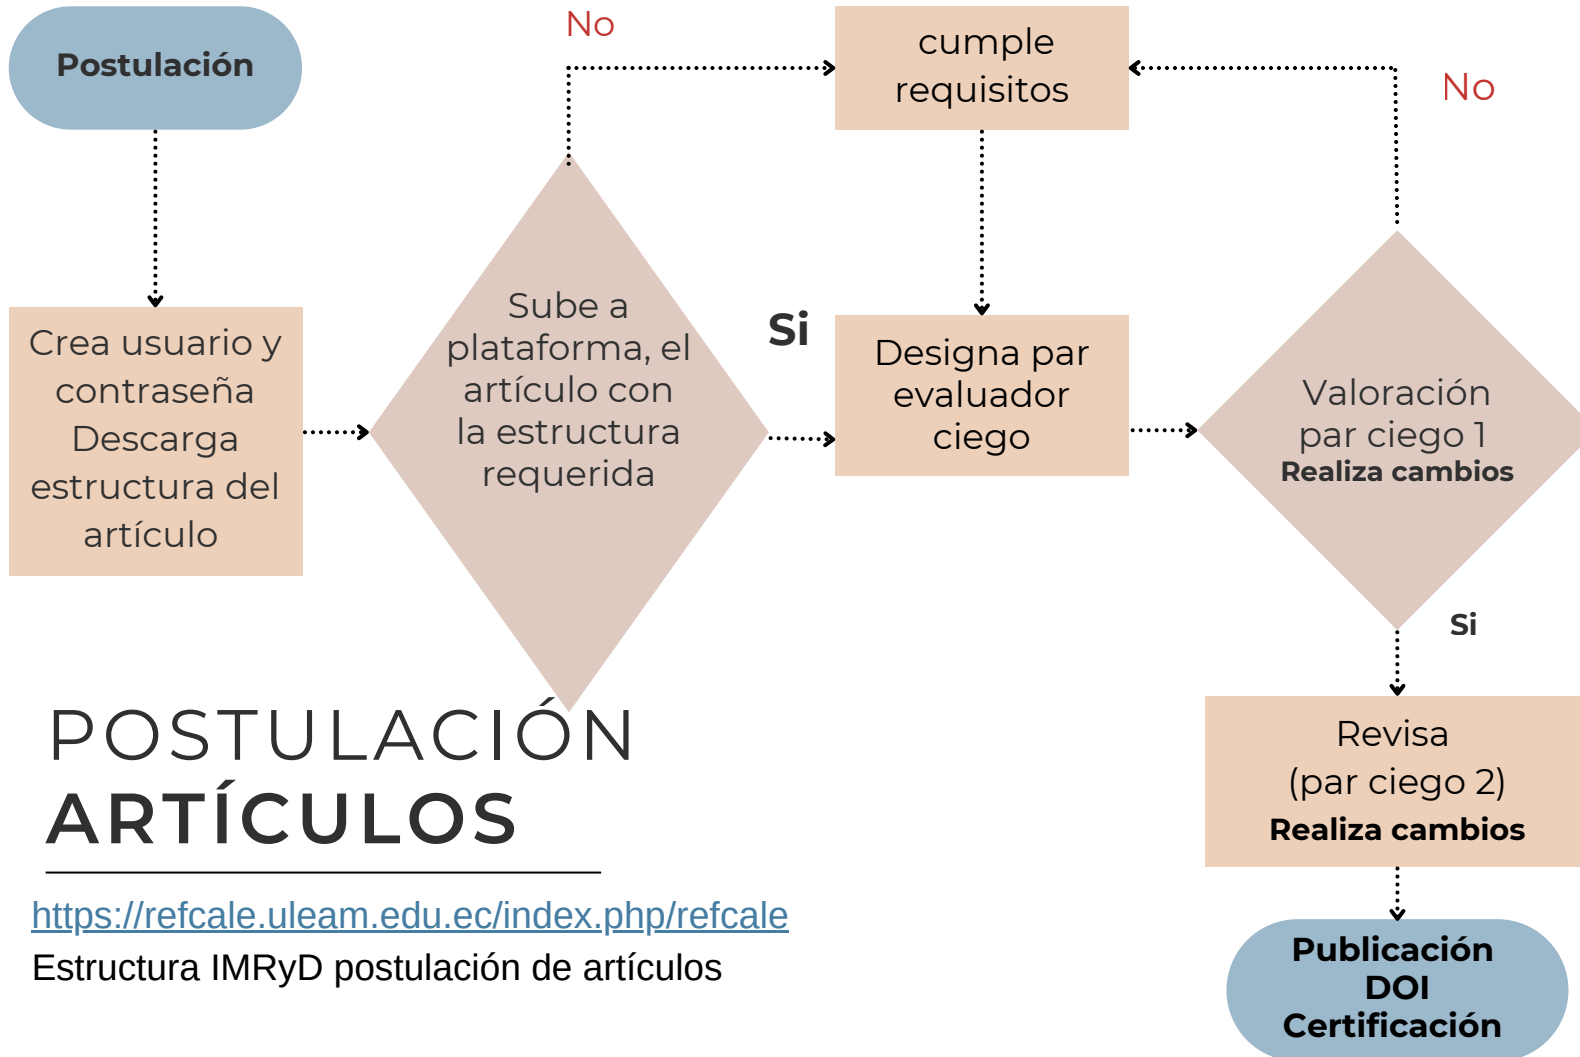 Postulación
Crea usuario y
contraseña
Descarga
estructura del
artículo
No
Sube a
plataforma, el
artículo con
la estructura
requerida
Si
cumple
requisitos
Designa par
evaluador
ciego
No
Valoración
par ciego 1
Realiza cambios
Si
Revisa
(par ciego 2)
Realiza cambios
Publicación
DOI
Certificación
POSTULACIÓN
ARTÍCULOS
https://refcale.uleam.edu.ec/index.php/refcale
Estructura IMRyD postulación de artículos